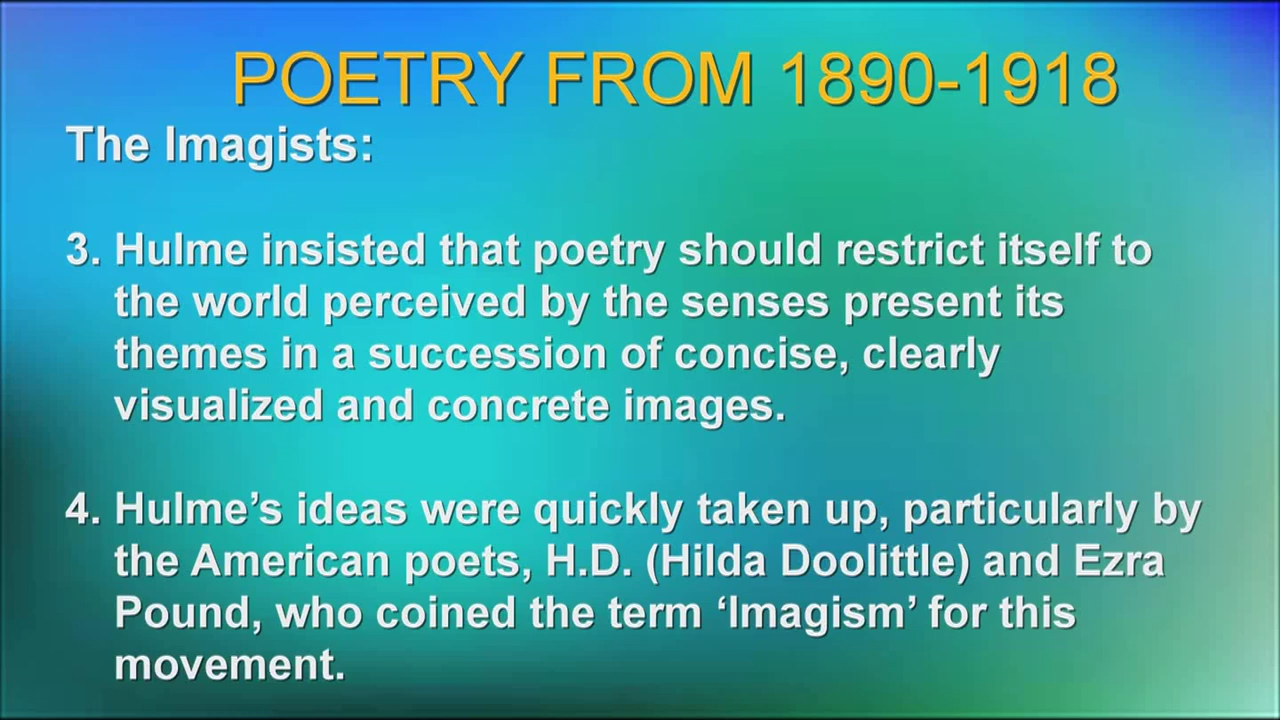 POETRY FROM 1890-1918
The Imagists:
3. Hulme insisted that poetry should restrict itself to
the world perceived by the senses present its
themes in a succession of concise, clearly
visualized and concrete images.
4. Hulme’s ideas were quickly taken up, particularly by
the American poets, H.D. (Hilda Doolittle) and Ezra
Pound, who coined the term ‘Imagism’ for this
movement.